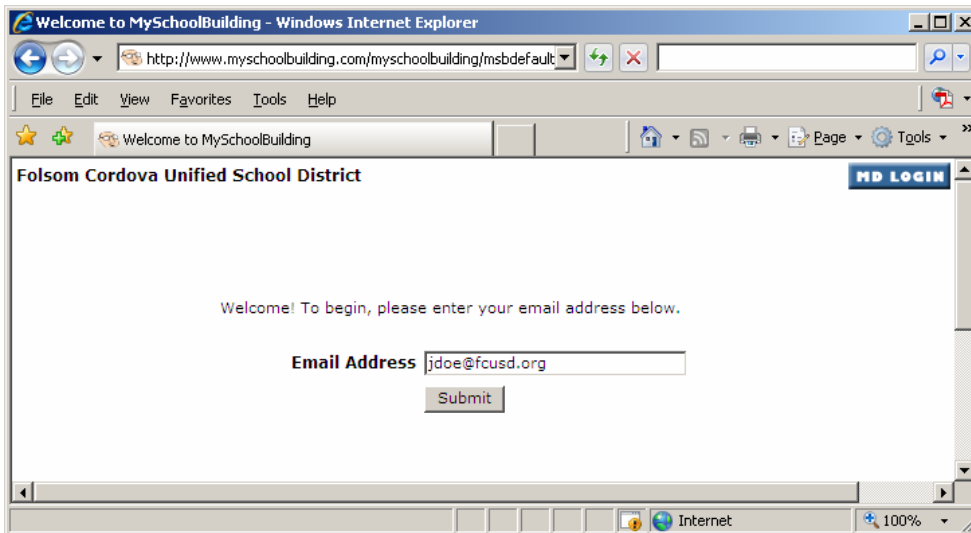 Welcome to MySchoolBuilding - Windows Internet Explorer
http://www.myschoolbuilding.com/myschoolbuilding/msbdefault
File Edit View Favorites Tools Help
Welcome to MySchoolBuilding
Page Tools »
Folsom Cordova Unified School District
MD LOGIN
Welcome! To begin, please enter your email address below.
Email Address jdoe@fcusd.org
Submit
Internet 100%